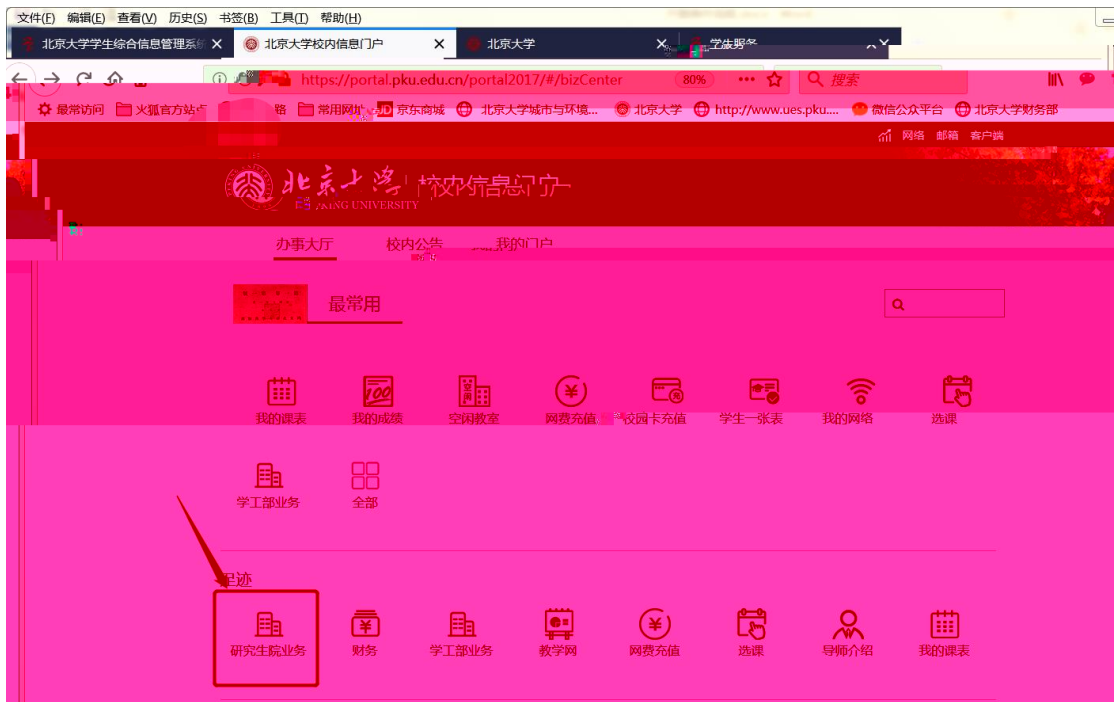 文件(F) 编辑(E) 查看(V) 历史(S) 书签(B) 工具(T) 帮助(H)
北京大学学生综合信息管理系统 北京大学校内信息门户 北京大学
https://portal.pku.edu.cn/portal2017/#/bizCenter 80% 搜索
最常访问 火狐官方站点 常用网址 JD 京东商城 北京大学城市与环境... 北京大学 http://www.ues.pku.... 微信公众平台 北京大学财务部
网络 邮箱 客户端
北京大学 校内信息门户
UNIVERSITY
办事大厅 校内公告 我的门户
最常用
我的课表 我的成绩 空闲教室 网费充值 校园卡充值 学生一张表 我的网络 选课
学工部业务 全部
足迹
研究生院业务 财务 学工部业务 教学网 网费充值 选课 导师介绍 我的课表